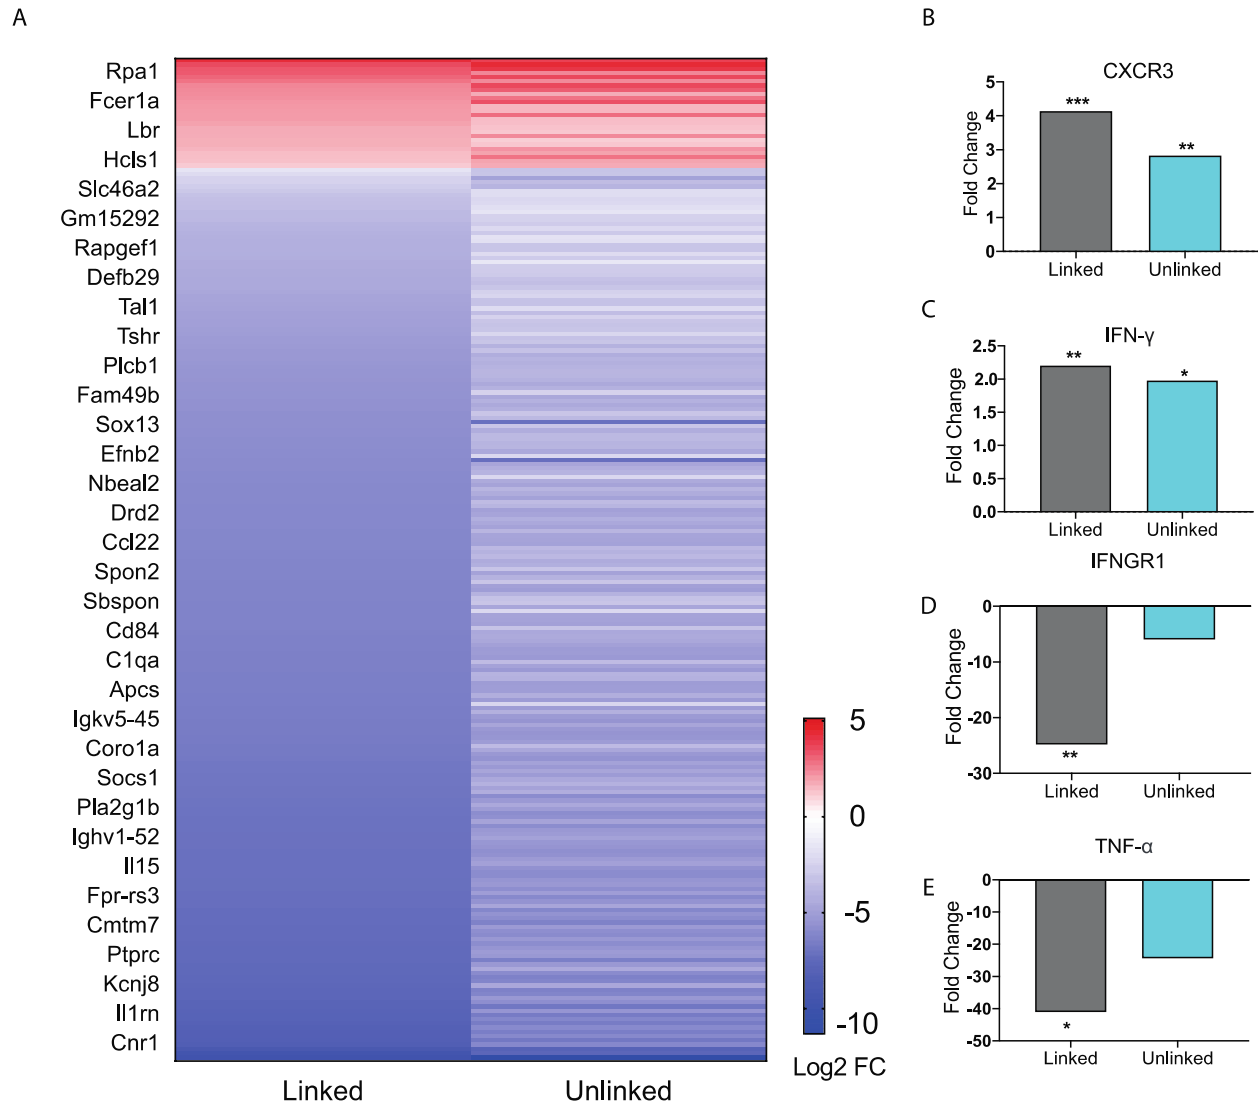 A
Rpa1
Fcer1a
Lbr
Hcls1
Slc46a2
Gm15292
Rapgef1
Defb29
Tal1
Tshr
Plcb1
Fam49b
Sox13
Efnb2
Nbeal2
Drd2
Ccl22
Spon2
Sbspon
Cd84
C1qa
Apcs
Igkv5-45
Coro1a
Socs1
Pla2g1b
Ighv1-52
Il15
Fpr-rs3
Cmtm7
Ptprc
Kcnj8
Il1rn
Cnr1
Linked
Unlinked
5
0
-5
-10
Log2 FC
B
CXCR3
Fold Change
5
4
3
2
1
0
***
**
Linked
Unlinked
C
IFN-γ
Fold Change
2.5
2.0
1.5
1.0
0.5
0.0
**
*
Linked
Unlinked
D
IFNGR1
Fold Change
0
-10
-20
-30
**
Linked
Unlinked
E
TNF-α
Fold Change
0
-10
-20
-30
-40
-50
*
Linked
Unlinked